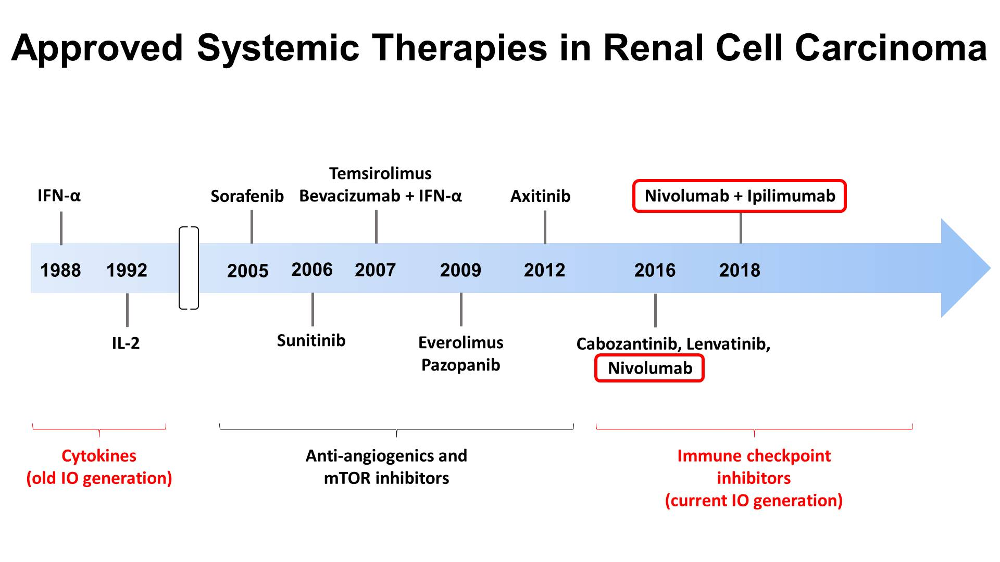 Approved Systemic Therapies in Renal Cell Carcinoma
Temsirolimus
IFN-α
Sorafenib
Bevacizumab + IFN-α
Axitinib
Nivolumab + Ipilimumab
1988
1992
2005
2006
2007
2009
2012
2016
2018
IL-2
Sunitinib
Everolimus
Pazopanib
Cabozantinib, Lenvatinib,
Nivolumab
Cytokines
(old IO generation)
Anti-angiogenics and
mTOR inhibitors
Immune checkpoint
inhibitors
(current IO generation)